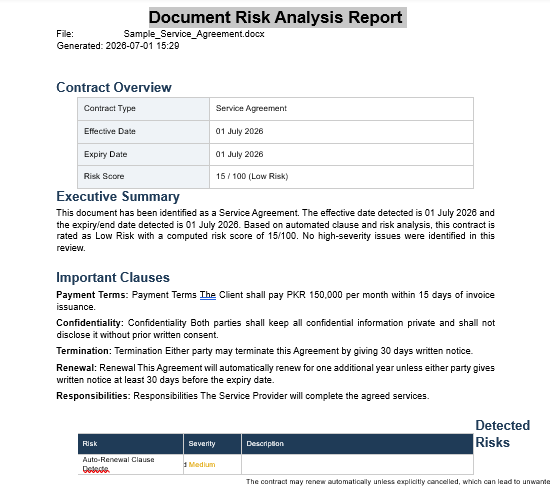 Document Risk Analysis Report
File: Sample_Service_Agreement.docx
Generated: 2026-07-01 15:29
Contract Overview
Contract Type Service Agreement
Effective Date 01 July 2026
Expiry Date 01 July 2026
Risk Score 15 / 100 (Low Risk)
Executive Summary
This document has been identified as a Service Agreement. The effective date detected is 01 July 2026 and
the expiry/end date detected is 01 July 2026. Based on automated clause and risk analysis, this contract is
rated as Low Risk with a computed risk score of 15/100. No high-severity issues were identified in this
review.
Important Clauses
Payment Terms: Payment Terms The Client shall pay PKR 150,000 per month within 15 days of invoice
issuance.
Confidentiality: Confidentiality Both parties shall keep all confidential information private and shall not
disclose it without prior written consent.
Termination: Termination Either party may terminate this Agreement by giving 30 days written notice.
Renewal: Renewal This Agreement will automatically renew for one additional year unless either party gives
written notice at least 30 days before the expiry date.
Responsibilities: Responsibilities The Service Provider will complete the agreed services.
Detected
Risks
Risk Severity Description
Auto-Renewal Clause
Detecte d Medium
The contract may renew automatically unless explicitly cancelled, which can lead to unwante